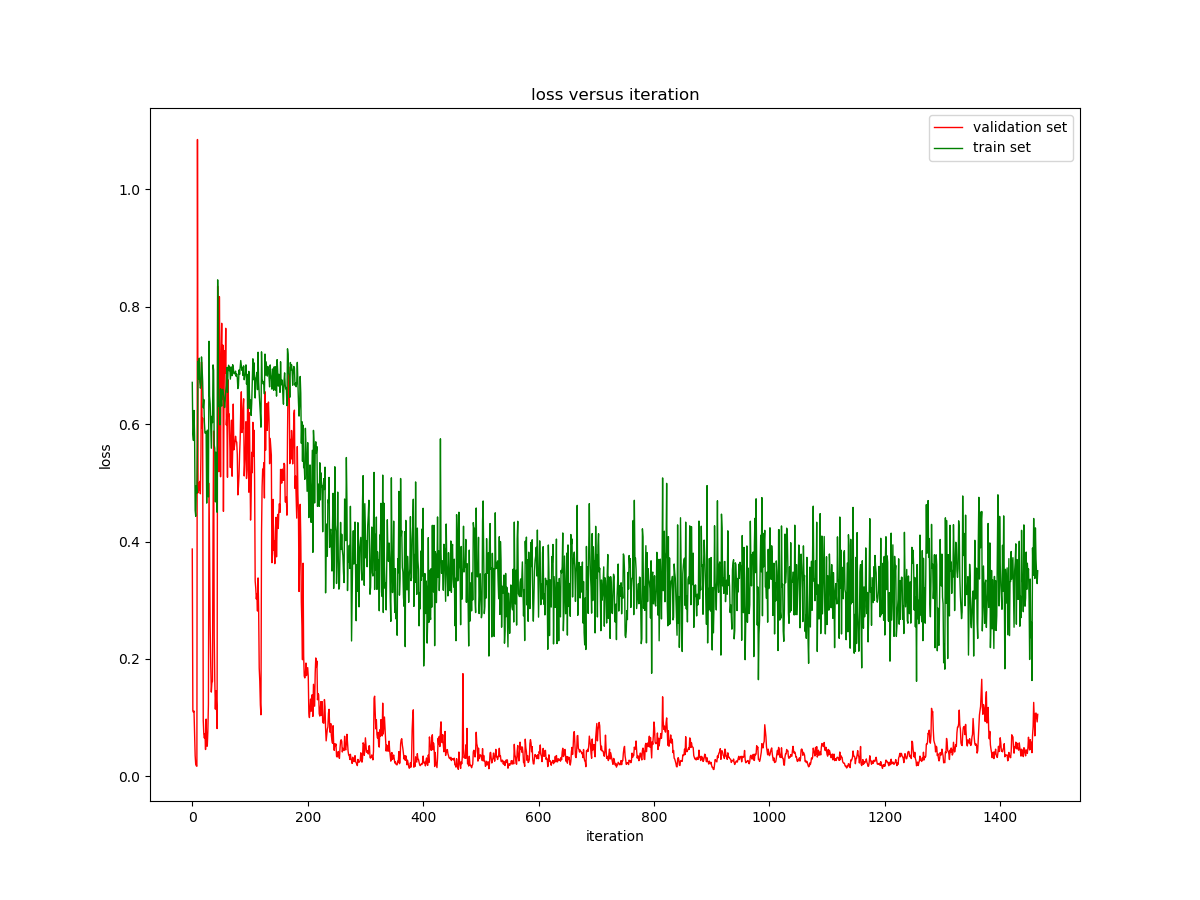 loss versus iteration
validation set
train set
1.0
0.8
0.6
0.4
0.2
0.0
loss
0 200 400 600 800 1000 1200 1400
iteration